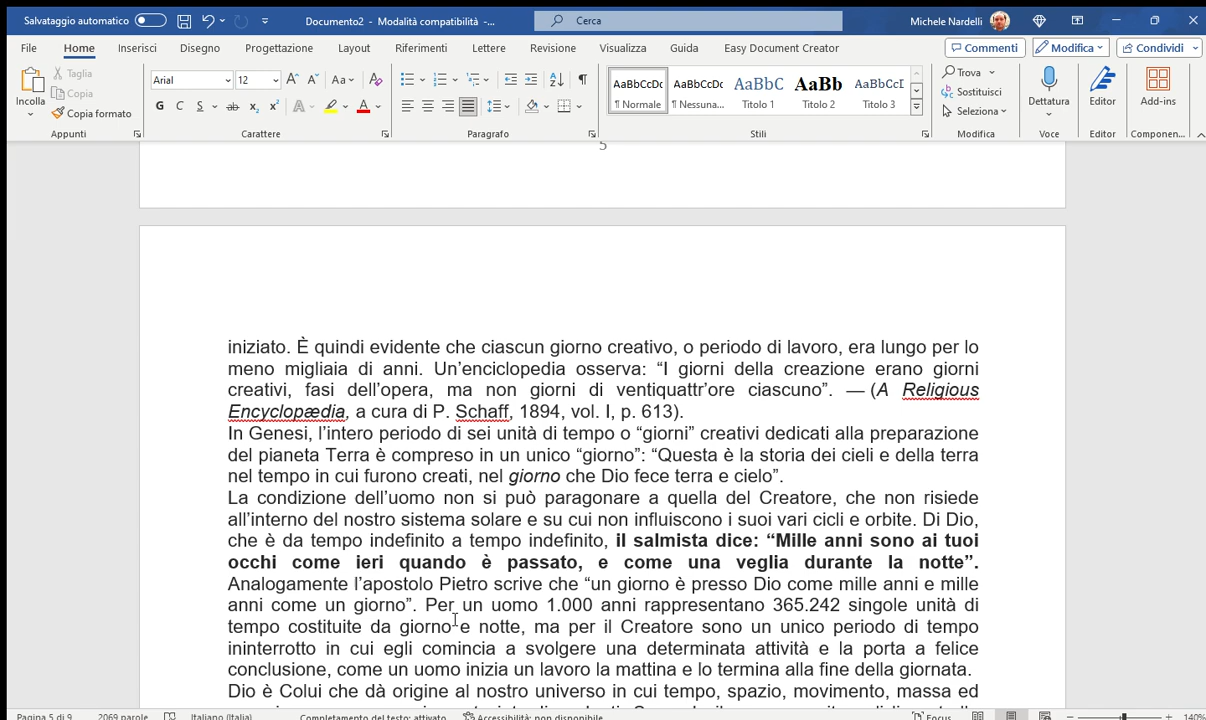 Salvataggio automatico
Documento2 - Modalità compatibilità -...
Cerca
Michele Nardelli
File Home Inserisci Disegno Progettazione Layout Riferimenti Lettere Revisione Visualizza Guida Easy Document Creator
Commenti Modifica Condividi
Incolla
Taglia
Copia
Copia formato
Appunti
Arial 12
Aa
G C S ab x₂ x²
A A
Carattere
Paragrafo
AaBbCcDc AaBbCcDc AaBbC AaBb AaBbCcL
¶ Normale ¶ Nessuna... Titolo 1 Titolo 2 Titolo 3
Stili
Trova
Sostituisci
Seleziona
Modifica
Dettatura
Voce
Editor
Editor
Add-ins
Componen...
5
iniziato. È quindi evidente che ciascun giorno creativo, o periodo di lavoro, era lungo per lo
meno migliaia di anni. Un’enciclopedia osserva: “I giorni della creazione erano giorni
creativi, fasi dell’opera, ma non giorni di ventiquattr’ore ciascuno”. — (A Religious
Encyclopædia, a cura di P. Schaff, 1894, vol. I, p. 613).
In Genesi, l’intero periodo di sei unità di tempo o “giorni” creativi dedicati alla preparazione
del pianeta Terra è compreso in un unico “giorno”: “Questa è la storia dei cieli e della terra
nel tempo in cui furono creati, nel giorno che Dio fece terra e cielo”.
La condizione dell’uomo non si può paragonare a quella del Creatore, che non risiede
all’interno del nostro sistema solare e su cui non influiscono i suoi vari cicli e orbite. Di Dio,
che è da tempo indefinito a tempo indefinito, il salmista dice: “Mille anni sono ai tuoi
occhi come ieri quando è passato, e come una veglia durante la notte”.
Analogamente l’apostolo Pietro scrive che “un giorno è presso Dio come mille anni e mille
anni come un giorno”. Per un uomo 1.000 anni rappresentano 365.242 singole unità di
tempo costituite da giorno e notte, ma per il Creatore sono un unico periodo di tempo
ininterrotto in cui egli comincia a svolgere una determinata attività e la porta a felice
conclusione, come un uomo inizia un lavoro la mattina e lo termina alla fine della giornata.
Dio è Colui che dà origine al nostro universo in cui tempo, spazio, movimento, massa ed
Pagina 5 di 9 2069 parole Italiano (Italia) Completamento del testo: attivato Accessibilità: non disponibile Focus 140%